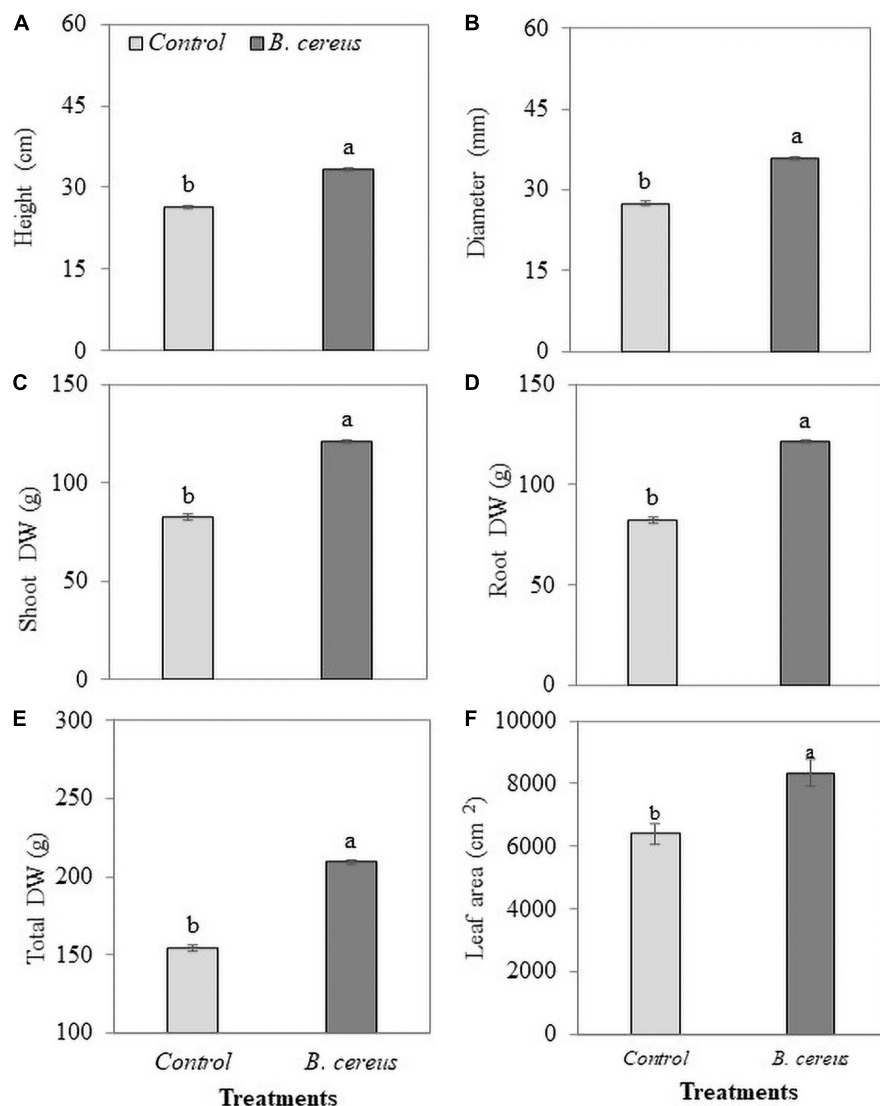 A
60
45
30
15
0
Height (cm)
Control
B. cereus
b
a
B
60
45
30
15
0
Diameter (mm)
b
a
C
150
100
50
0
Shoot DW (g)
b
a
D
150
100
50
0
Root DW (g)
b
a
E
300
250
200
150
100
Total DW (g)
b
a
Control
B. cereus
Treatments
F
10000
8000
6000
4000
2000
0
Leaf area (cm ²)
b
a
Control
B. cereus
Treatments